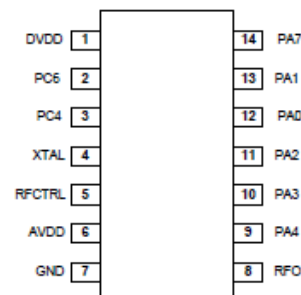 DVDD 1 14 PA7
PC6 2 13 PA1
PC4 3 12 PA0
XTAL 4 11 PA2
RFCTRL 5 10 PA3
AVDD 6 9 PA4
GND 7 8 RFO